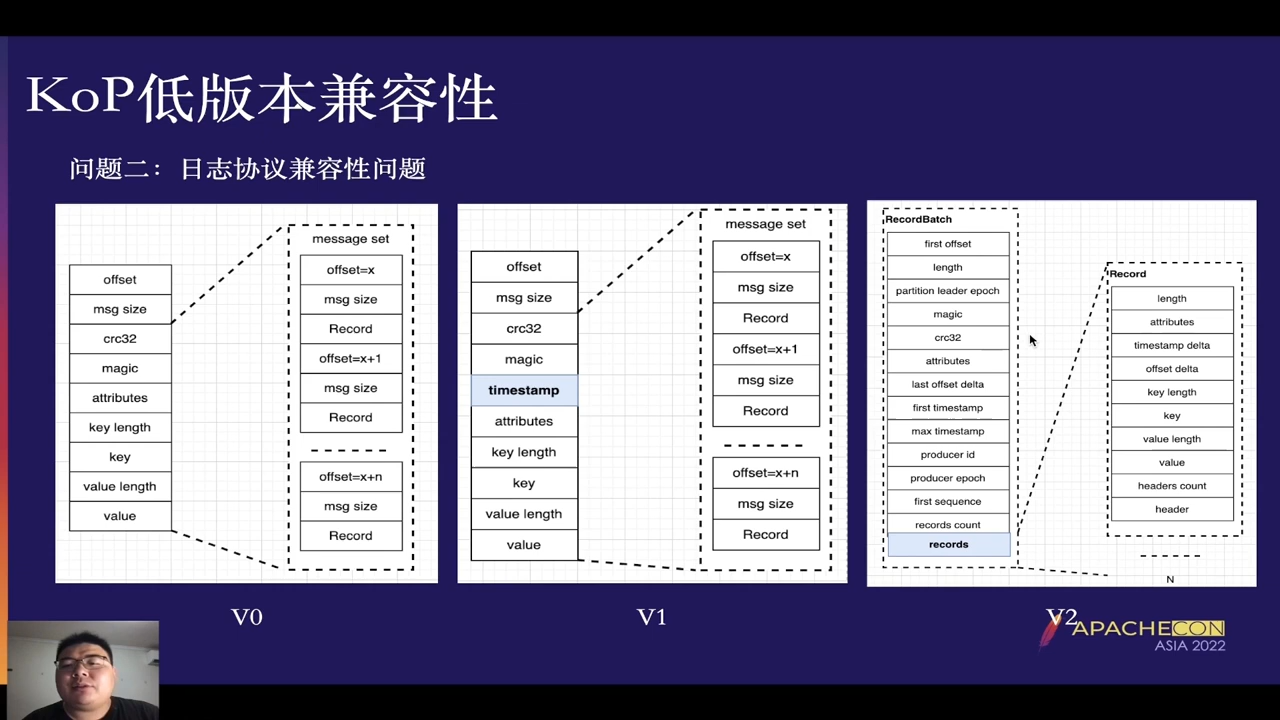 KoP低版本兼容性
问题二：日志协议兼容性问题
offset
msg size
crc32
magic
attributes
key length
key
value length
value
message set
offset=x
msg size
Record
offset=x+1
msg size
Record
offset=x+n
msg size
Record
V0
offset
msg size
crc32
magic
timestamp
attributes
key length
key
value length
value
message set
offset=x
msg size
Record
offset=x+1
msg size
Record
offset=x+n
msg size
Record
V1
RecordBatch
first offset
length
partition leader epoch
magic
crc32
attributes
last offset delta
first timestamp
max timestamp
producer id
producer epoch
first sequence
records count
records
Record
length
attributes
timestamp delta
offset delta
key length
key
value length
value
headers count
header
N
V2
APACHECON
ASIA 2022